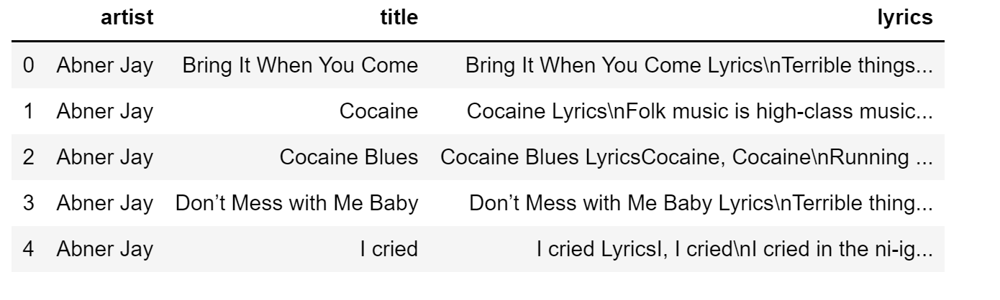 artist title lyrics
0 Abner Jay Bring It When You Come Bring It When You Come Lyrics\nTerrible things...
1 Abner Jay Cocaine Cocaine Lyrics\nFolk music is high-class music...
2 Abner Jay Cocaine Blues Cocaine Blues LyricsCocaine, Cocaine\nRunning ...
3 Abner Jay Don’t Mess with Me Baby Don’t Mess with Me Baby Lyrics\nTerrible thing...
4 Abner Jay I cried I cried LyricsI, I cried\nI cried in the ni-ig...